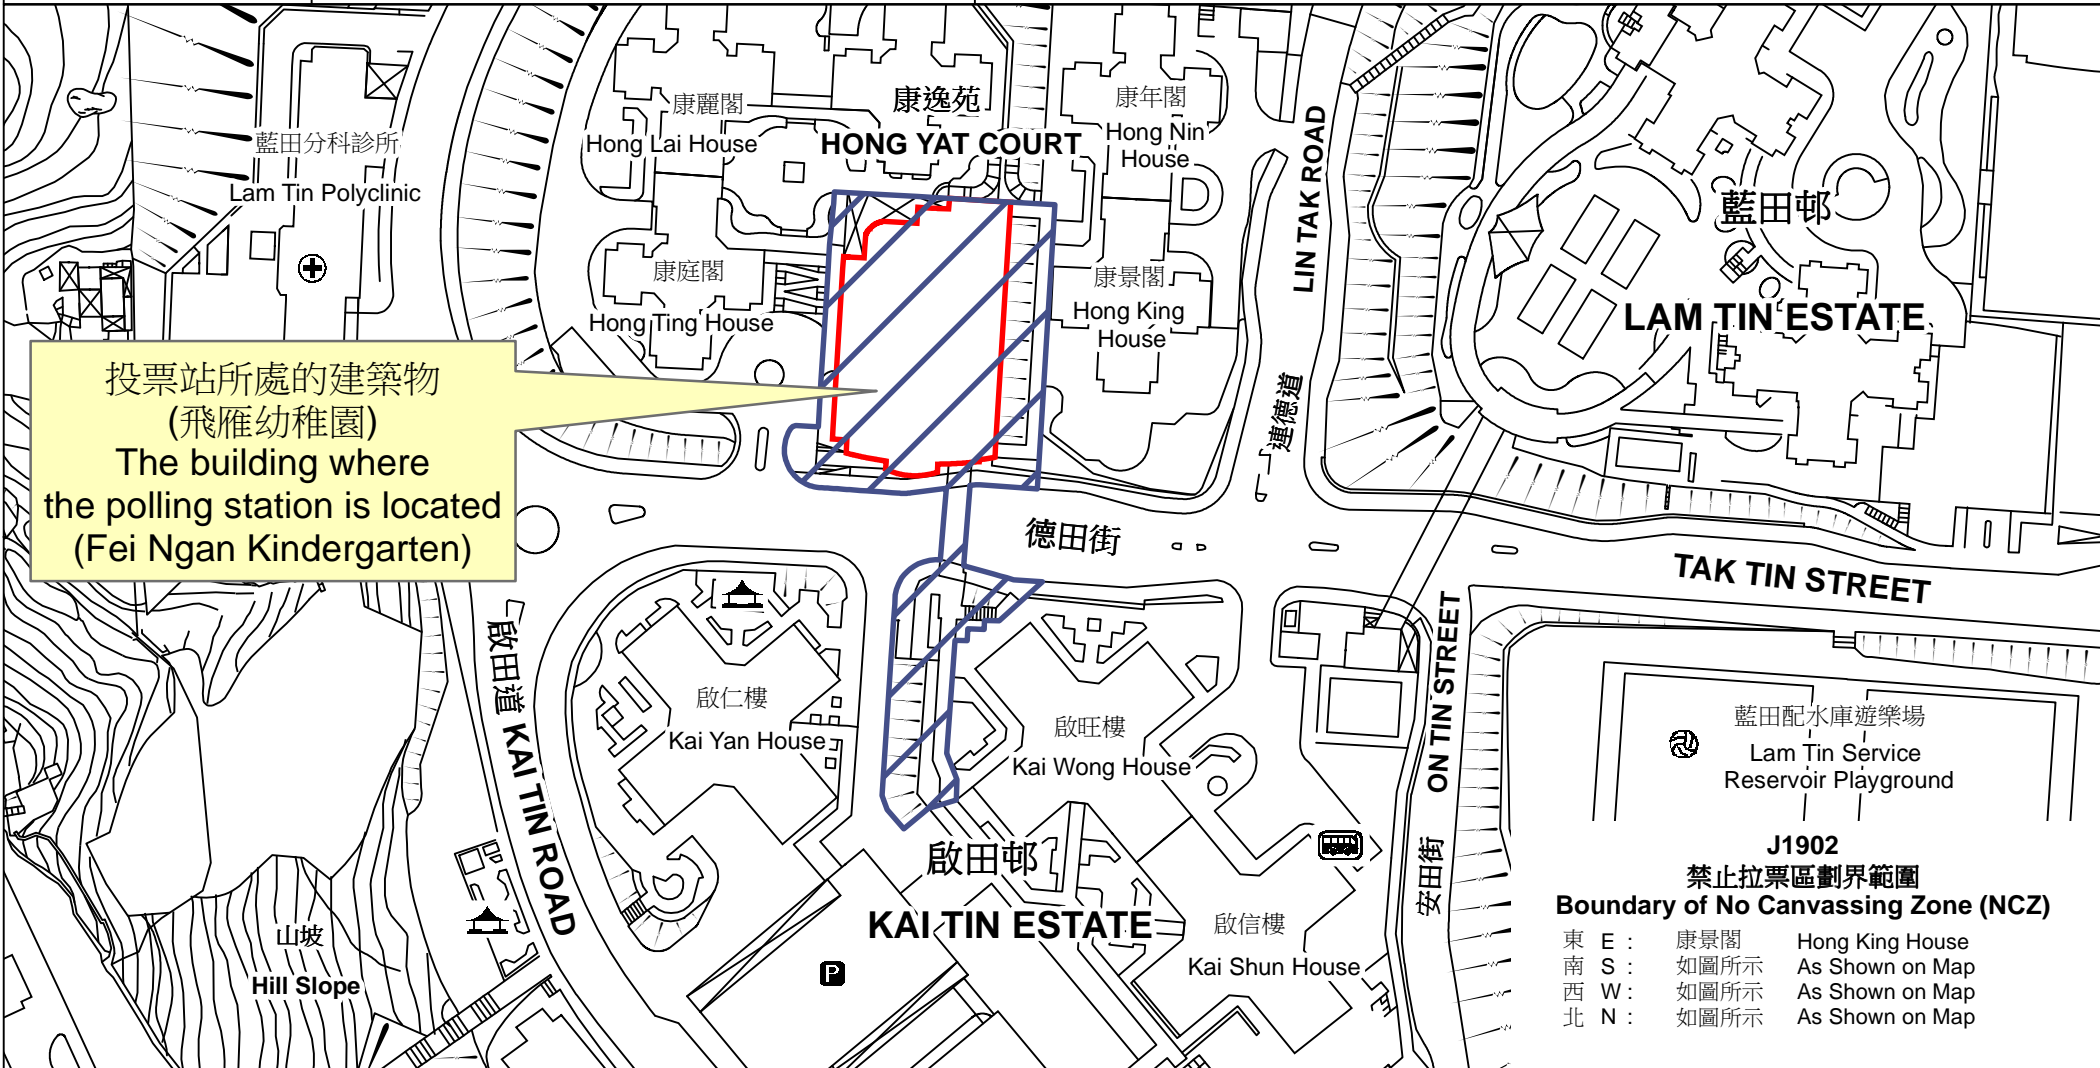 康麗閣
Hong Lai House
康逸苑
HONG YAT COURT
康年閣
Hong Nin
House
藍田分科診所
Lam Tin Polyclinic
LIN TAK ROAD
連德道
藍田邨
LAM TIN ESTATE
康庭閣
Hong Ting House
康景閣
Hong King
House
投票站所處的建築物
(飛雁幼稚園)
The building where
the polling station is located
(Fei Ngan Kindergarten)
德田街
TAK TIN STREET
啟田道 KAI TIN ROAD
啟仁樓
Kai Yan House
啟旺樓
Kai Wong House
ON TIN STREET
安田街
藍田配水庫遊樂場
Lam Tin Service
Reservoir Playground
啟田邨
KAI TIN ESTATE
啟信樓
Kai Shun House
山坡
Hill Slope
P
J1902
禁止拉票區劃界範圍
Boundary of No Canvassing Zone (NCZ)
東 E : 康景閣 Hong King House
南 S : 如圖所示 As Shown on Map
西 W : 如圖所示 As Shown on Map
北 N : 如圖所示 As Shown on Map